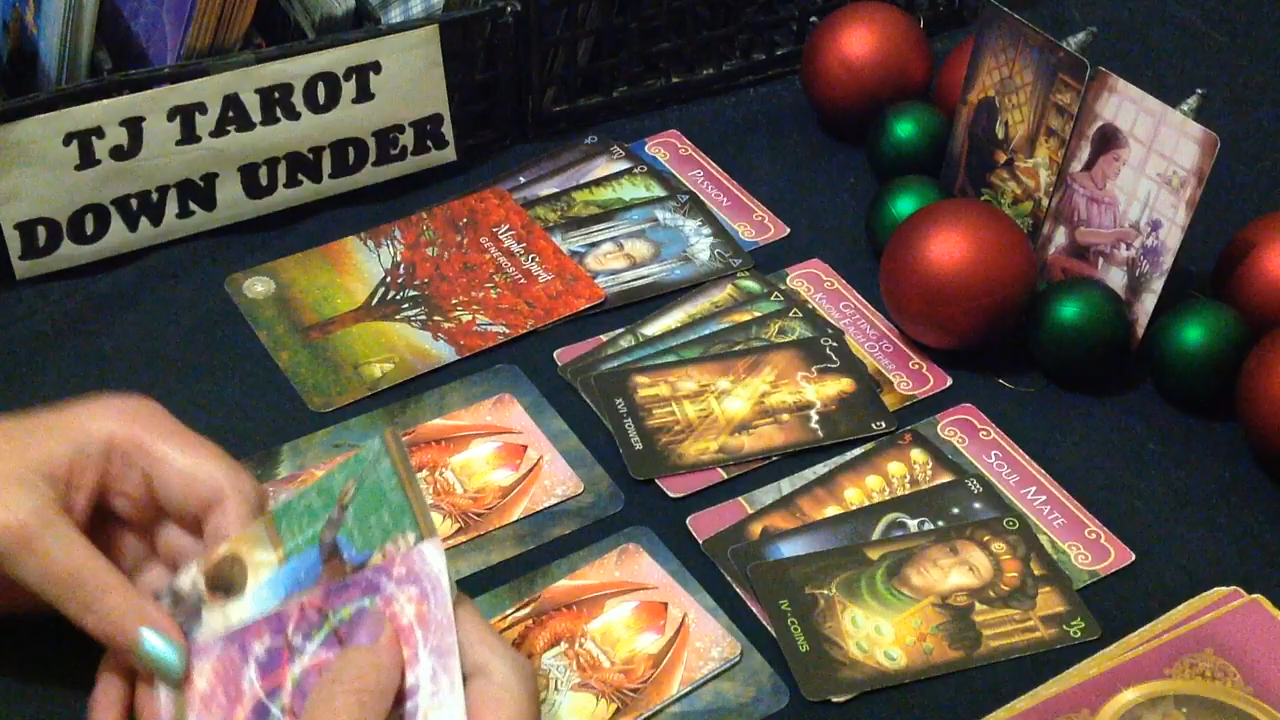 TJ TAROT
DOWN UNDER
PASSION
Maple Spirit
GENEROSITY
GETTING TO
KNOW EACH OTHER
XVI - TOWER
SOUL MATE
IV - COINS